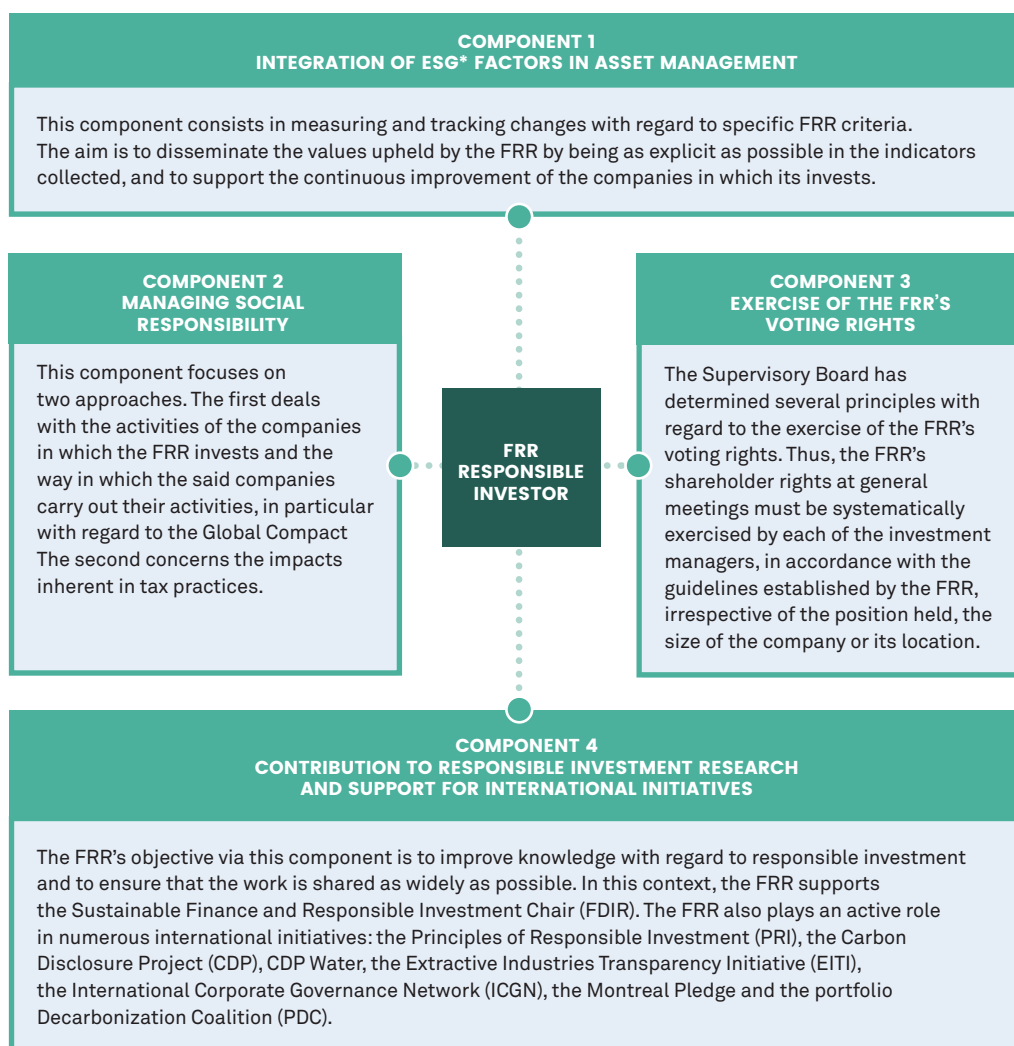 COMPONENT 1
INTEGRATION OF ESG* FACTORS IN ASSET MANAGEMENT
This component consists in measuring and tracking changes with regard to specific FRR criteria.
The aim is to disseminate the values upheld by the FRR by being as explicit as possible in the indicators
collected, and to support the continuous improvement of the companies in which its invests.
COMPONENT 2
MANAGING SOCIAL
RESPONSIBILITY
This component focuses on
two approaches. The first deals
with the activities of the companies
in which the FRR invests and the
way in which the said companies
carry out their activities, in particular
with regard to the Global Compact
The second concerns the impacts
inherent in tax practices.
FRR
RESPONSIBLE
INVESTOR
COMPONENT 3
EXERCISE OF THE FRR'S
VOTING RIGHTS
The Supervisory Board has
determined several principles with
regard to the exercise of the FRR's
voting rights. Thus, the FRR's
shareholder rights at general
meetings must be systematically
exercised by each of the investment
managers, in accordance with the
guidelines established by the FRR,
irrespective of the position held, the
size of the company or its location.
COMPONENT 4
CONTRIBUTION TO RESPONSIBLE INVESTMENT RESEARCH
AND SUPPORT FOR INTERNATIONAL INITIATIVES
The FRR's objective via this component is to improve knowledge with regard to responsible investment
and to ensure that the work is shared as widely as possible. In this context, the FRR supports
the Sustainable Finance and Responsible Investment Chair (FDIR). The FRR also plays an active role
in numerous international initiatives: the Principles of Responsible Investment (PRI), the Carbon
Disclosure Project (CDP), CDP Water, the Extractive Industries Transparency Initiative (EITI),
the International Corporate Governance Network (ICGN), the Montreal Pledge and the portfolio
Decarbonization Coalition (PDC).